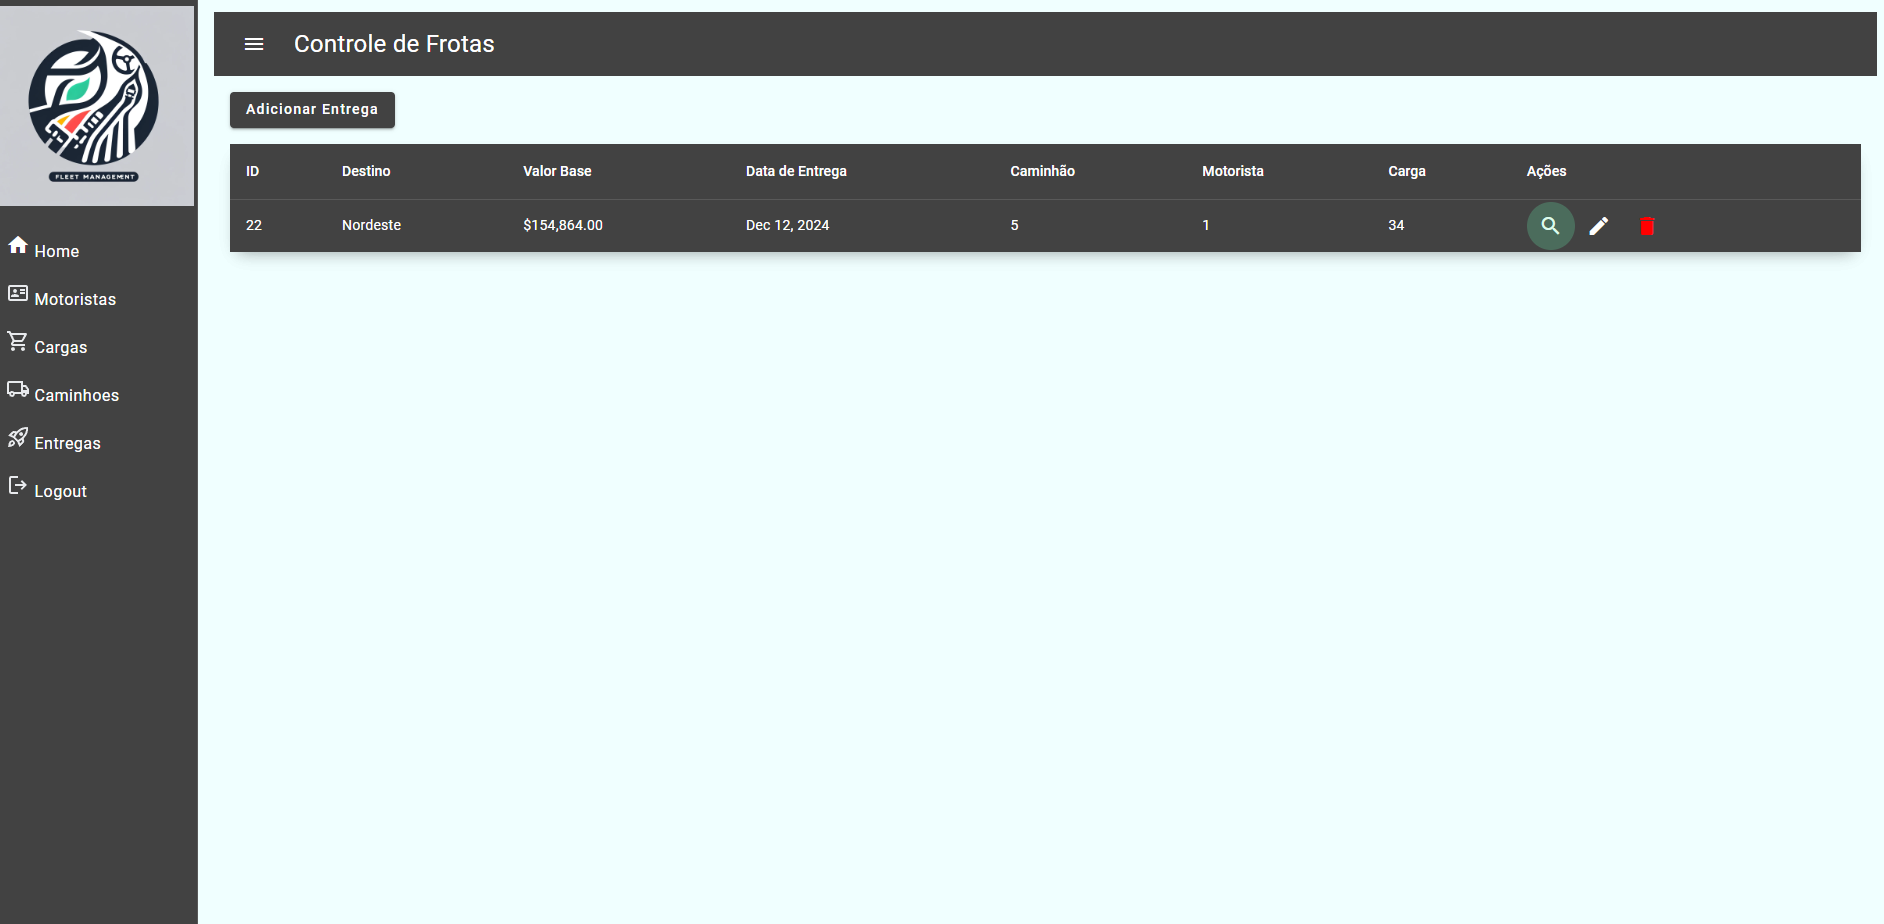 FLEET MANAGEMENT
Home
Motoristas
Cargas
Caminhoes
Entregas
Logout
Controle de Frotas
Adicionar Entrega
ID Destino Valor Base Data de Entrega Caminhão Motorista Carga Ações
22 Nordeste $154,864.00 Dec 12, 2024 5 1 34